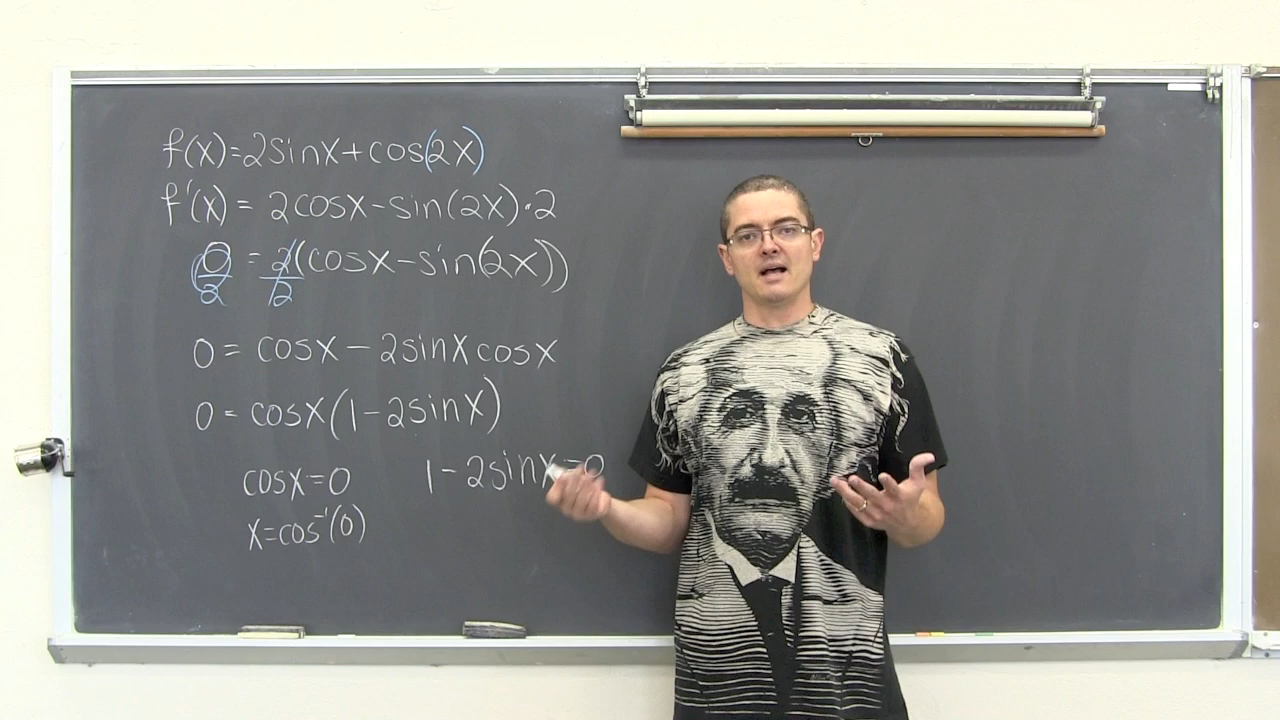 f(x)=2sinx+cos(2x)
f'(x) = 2cosx-sin(2x)·2
0/2 = 2/2(cosx-sin(2x))
0 = cosx - 2sinxcosx
0 = cosx(1-2sinx)
cosx=0 1-2sinx=0
x=cos⁻¹(0)